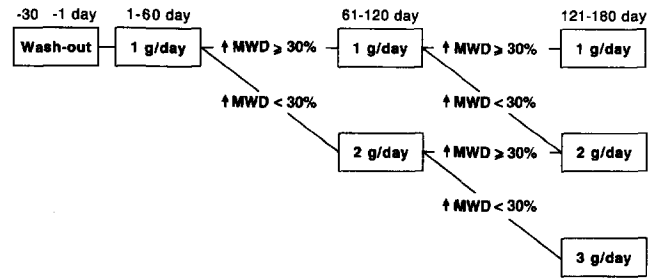 -30 -1 day 1-60 day 61-120 day 121-180 day
Wash-out 1 g/day ↑ MWD ⩾ 30% 1 g/day ↑ MWD ⩾ 30% 1 g/day
↑ MWD < 30% ↑ MWD < 30%
2 g/day ↑ MWD ⩾ 30% 2 g/day
↑ MWD < 30%
3 g/day